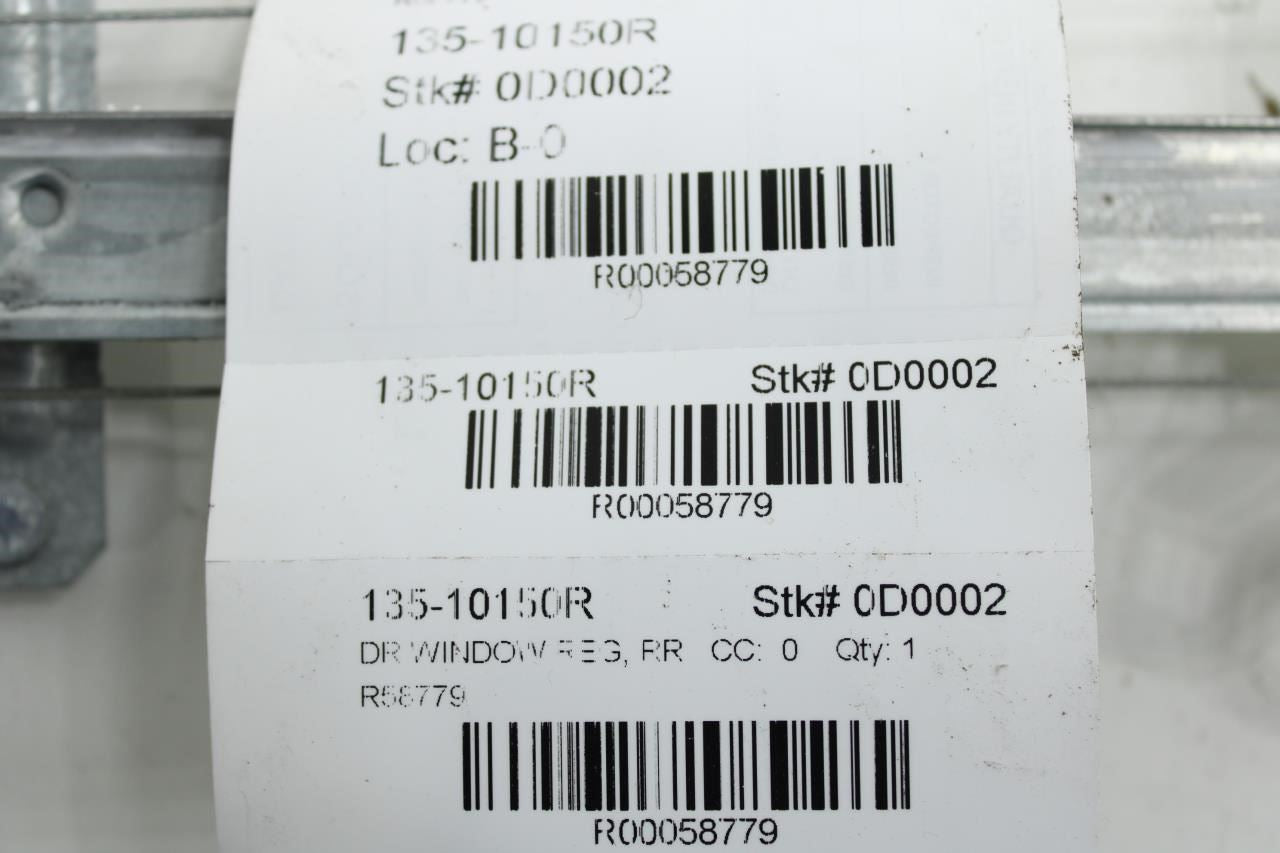 135-10150R
Stk# 0D0002
Loc: B-0
R00058779
135-10150R Stk# 0D0002
R00058779
135-10150R Stk# 0D0002
DR WINDOW REG, RR CC: 0 Qty: 1
R58779
R00058779